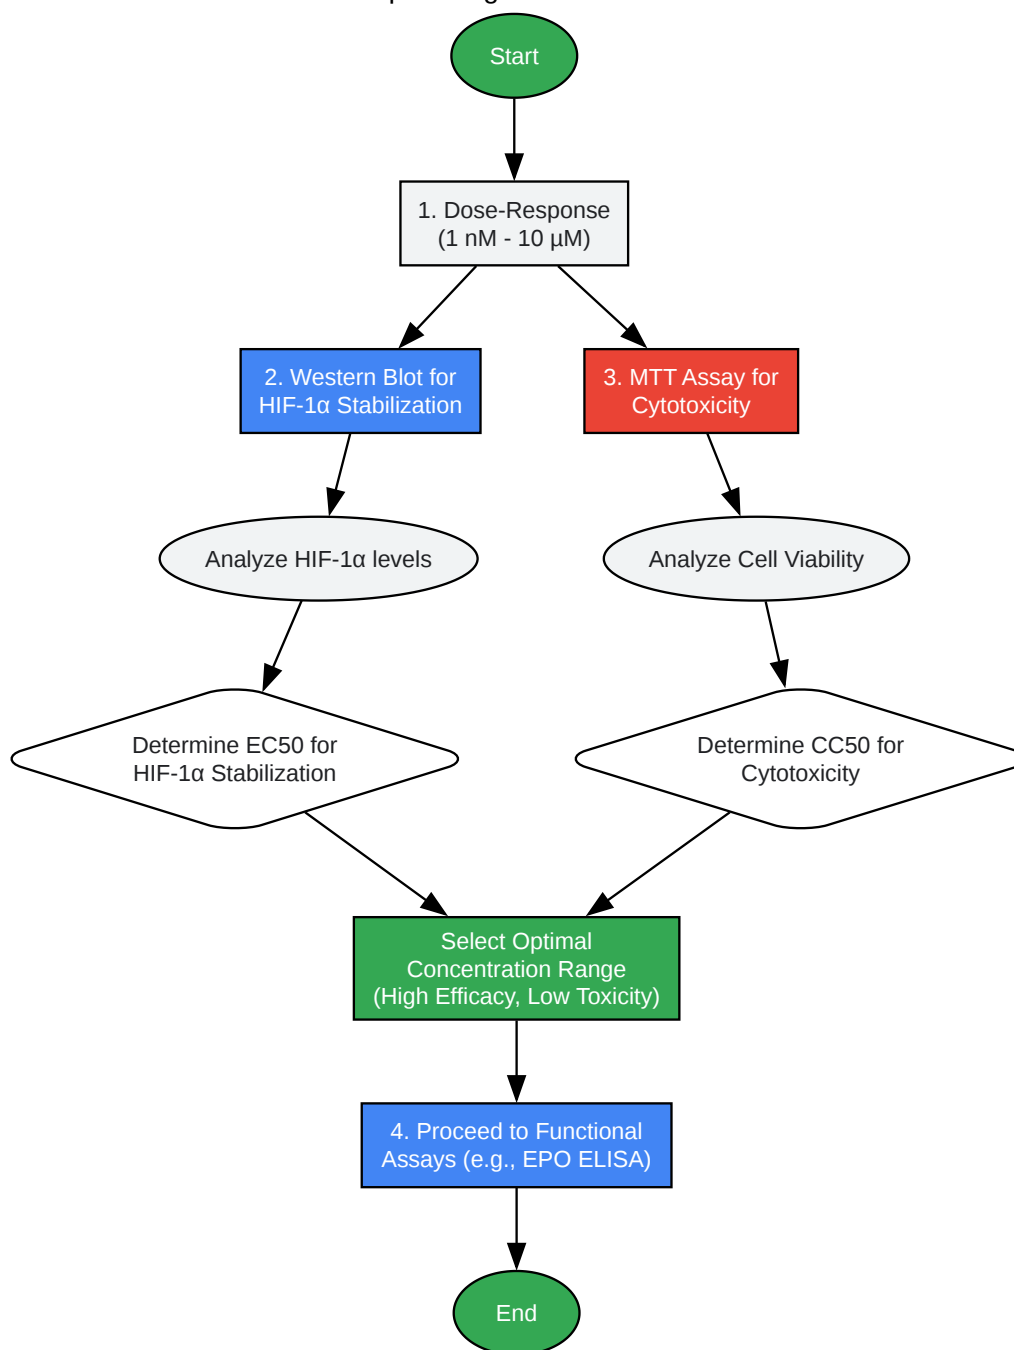 Start
1. Dose-Response
(1 nM - 10 µM)
2. Western Blot for
HIF-1α Stabilization
3. MTT Assay for
Cytotoxicity
Analyze HIF-1α levels
Analyze Cell Viability
Determine EC50 for
HIF-1α Stabilization
Determine CC50 for
Cytotoxicity
Select Optimal
Concentration Range
(High Efficacy, Low Toxicity)
4. Proceed to Functional
Assays (e.g., EPO ELISA)
End